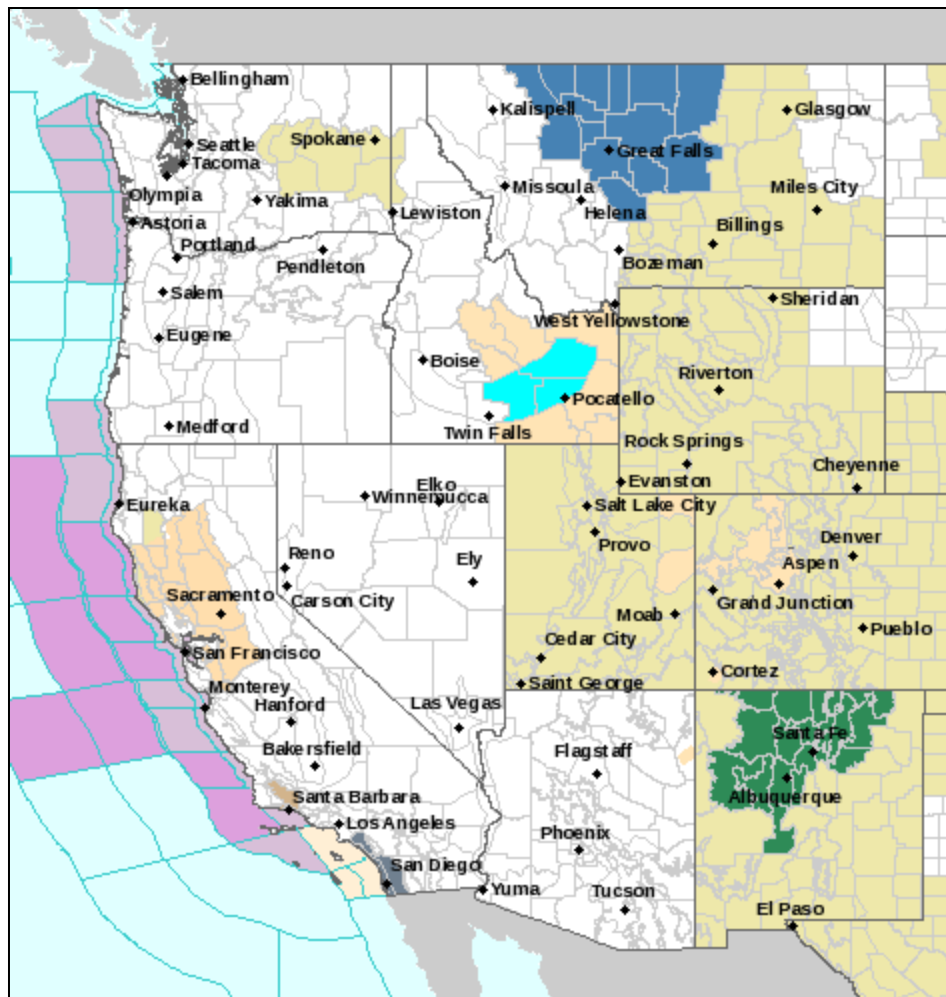 Bellingham
Kalispell
Glasgow
Seattle
Spokane
Great Falls
Tacoma
Olympia
Missoula
Miles City
Yakima
Lewiston
Helena
Astoria
Billings
Portland
Pendleton
Bozeman
Salem
Sheridan
West Yellowstone
Eugene
Boise
Riverton
Pocatello
Medford
Twin Falls
Rock Springs
Cheyenne
Elko
Evanston
Eureka
Winnemucca
Salt Lake City
Provo
Denver
Reno
Ely
Aspen
Sacramento
Carson City
Grand Junction
Moab
Pueblo
Cedar City
San Francisco
Saint George
Cortez
Monterey
Hanford
Las Vegas
Santa Fe
Bakersfield
Flagstaff
Santa Barbara
Albuquerque
Los Angeles
Phoenix
San Diego
Yuma
Tucson
El Paso